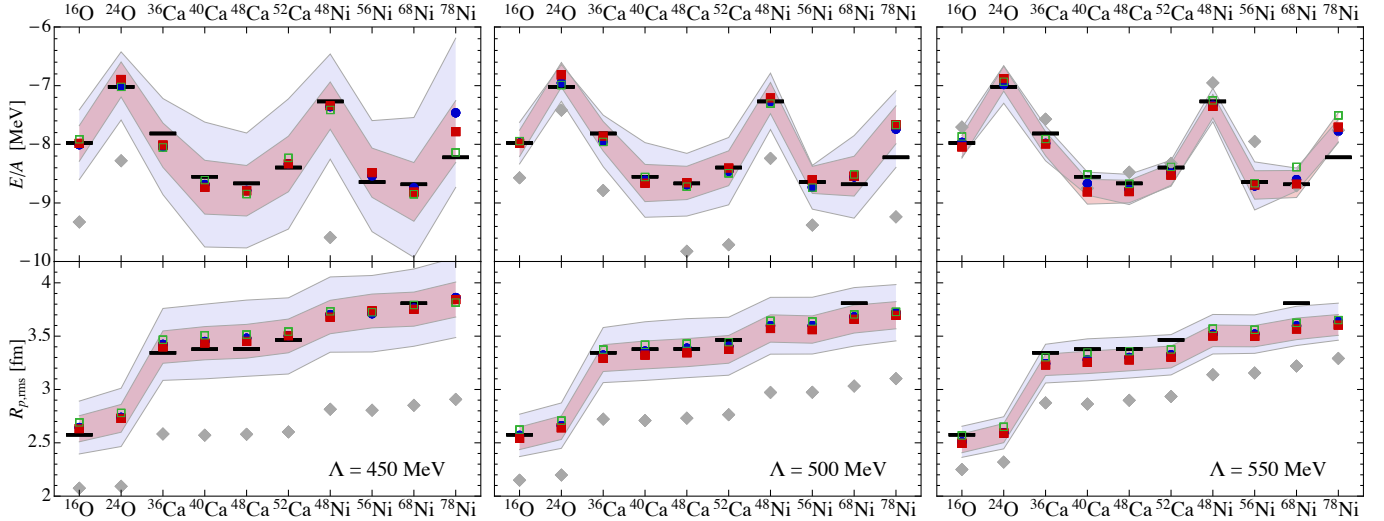 ¹⁶O ²⁴O ³⁶Ca ⁴⁰Ca ⁴⁸Ca ⁵²Ca ⁴⁸Ni ⁵⁶Ni ⁶⁸Ni ⁷⁸Ni ¹⁶O ²⁴O ³⁶Ca ⁴⁰Ca ⁴⁸Ca ⁵²Ca ⁴⁸Ni ⁵⁶Ni ⁶⁸Ni ⁷⁸Ni ¹⁶O ²⁴O ³⁶Ca ⁴⁰Ca ⁴⁸Ca ⁵²Ca ⁴⁸Ni ⁵⁶Ni ⁶⁸Ni ⁷⁸Ni
−6
−7
−8
−9
−10
E/A [MeV]
4
3.5
3
2.5
2
R_{p,rms} [fm]
Λ = 450 MeV Λ = 500 MeV Λ = 550 MeV
¹⁶O ²⁴O ³⁶Ca ⁴⁰Ca ⁴⁸Ca ⁵²Ca ⁴⁸Ni ⁵⁶Ni ⁶⁸Ni ⁷⁸Ni ¹⁶O ²⁴O ³⁶Ca ⁴⁰Ca ⁴⁸Ca ⁵²Ca ⁴⁸Ni ⁵⁶Ni ⁶⁸Ni ⁷⁸Ni ¹⁶O ²⁴O ³⁶Ca ⁴⁰Ca ⁴⁸Ca ⁵²Ca ⁴⁸Ni ⁵⁶Ni ⁶⁸Ni ⁷⁸Ni